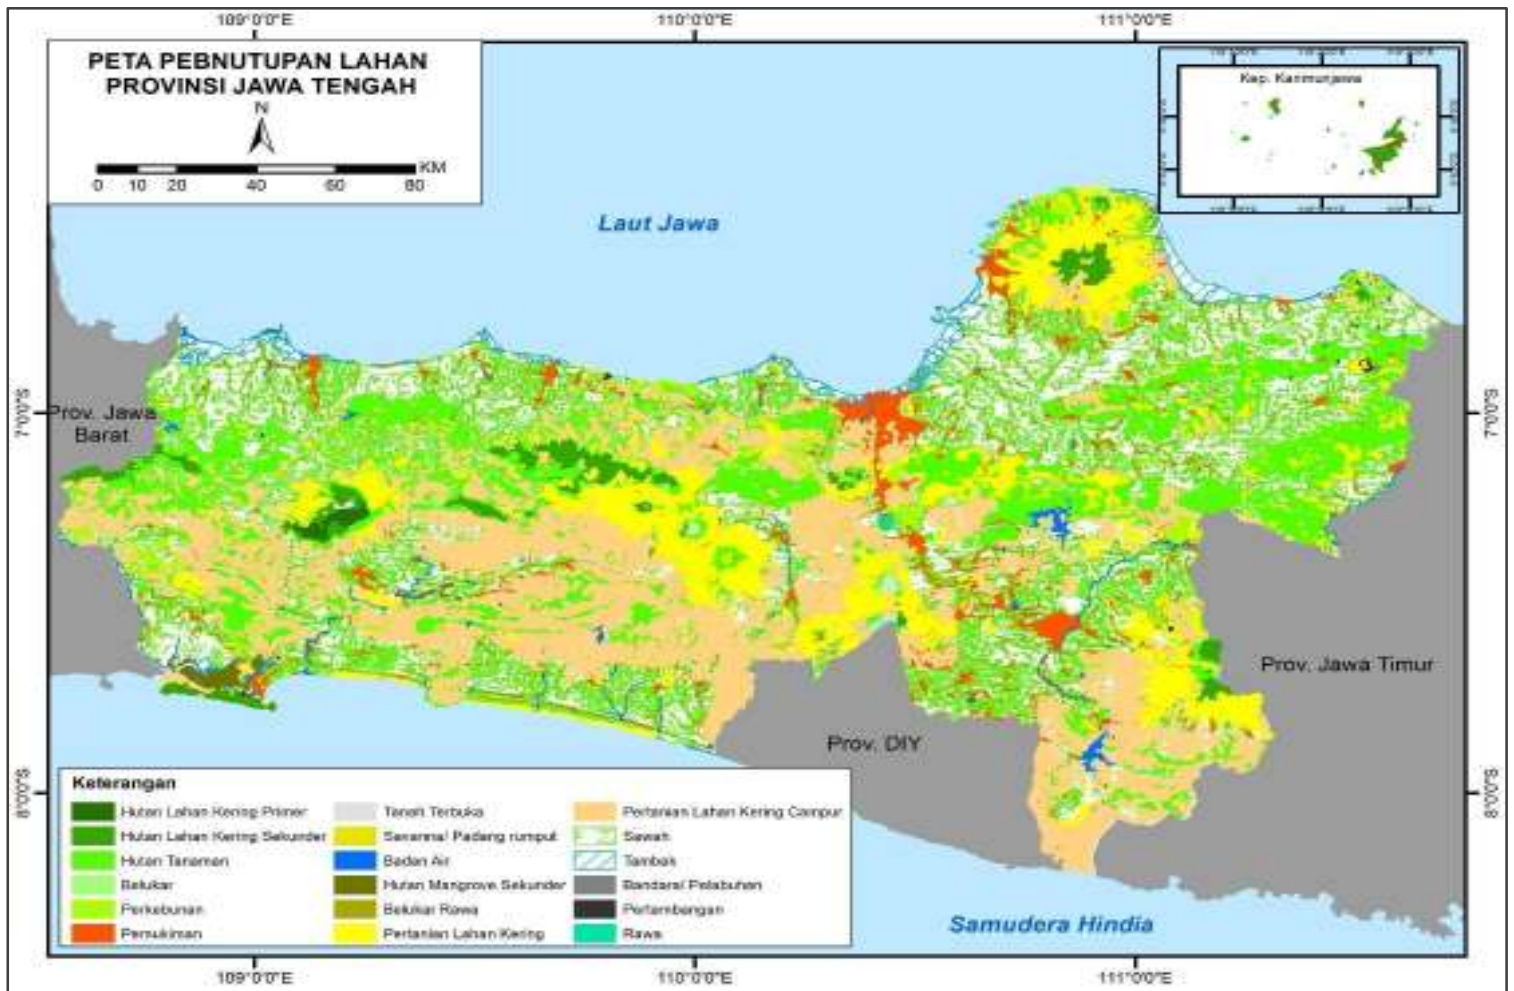 109°0'0"E 110°0'0"E 111°0'0"E
PETA PEBNUTUPAN LAHAN
PROVINSI JAWA TENGAH
N
KM
0 10 20 40 60 80
Kep. Karimunjawa
Laut Jawa
7°0'0"S
7°0'0"S
Prov. Jawa
Barat
Prov. Jawa Timur
Prov. DIY
8°0'0"S
8°0'0"S
Keterangan
Hutan Lahan Kering Primer
Hutan Lahan Kering Sekunder
Hutan Tanaman
Belukar
Perkebunan
Pemukiman
Tanah Terbuka
Savanna/ Padang rumput
Badan Air
Hutan Mangrove Sekunder
Belukar Rawa
Pertanian Lahan Kering
Pertanian Lahan Kering Campur
Sawah
Tambak
Bandara/ Pelabuhan
Pertambangan
Rawa
Samudera Hindia
109°0'0"E 110°0'0"E 111°0'0"E